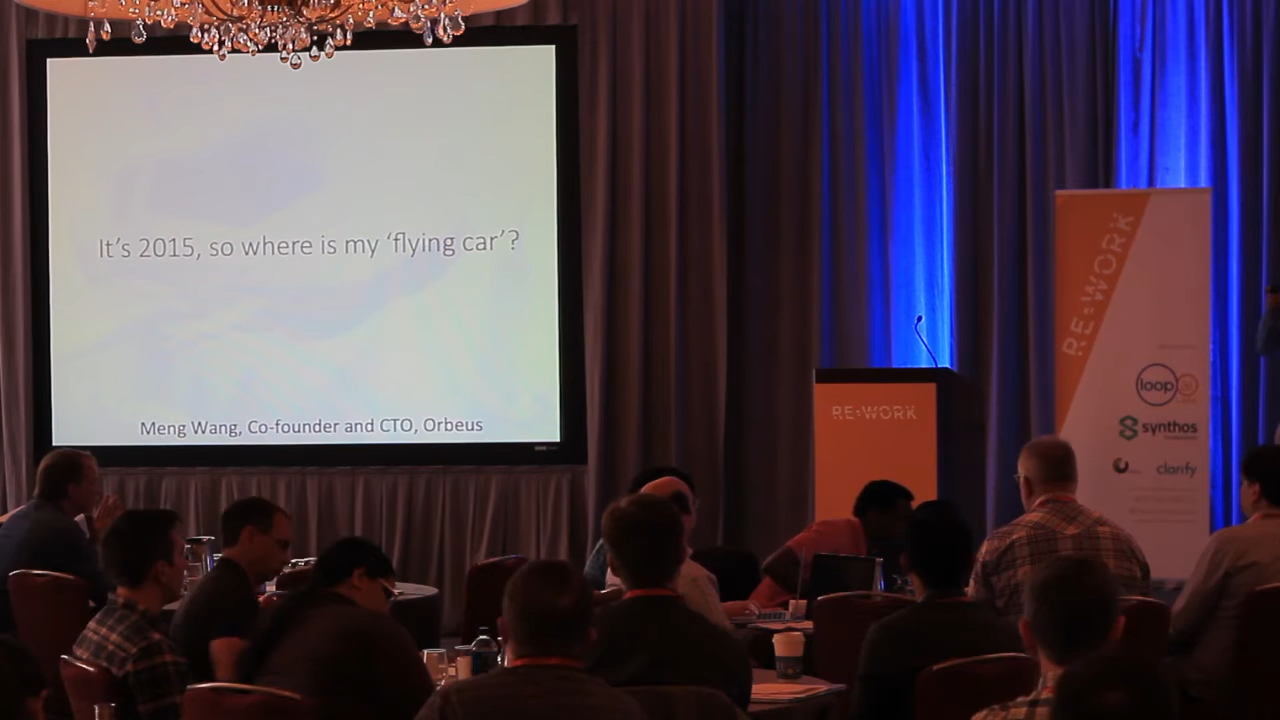 It's 2015, so where is my 'flying car'?
Meng Wang, Co-founder and CTO, Orbeus
RE•WORK
RE•WORK
loop
synthos
clarify